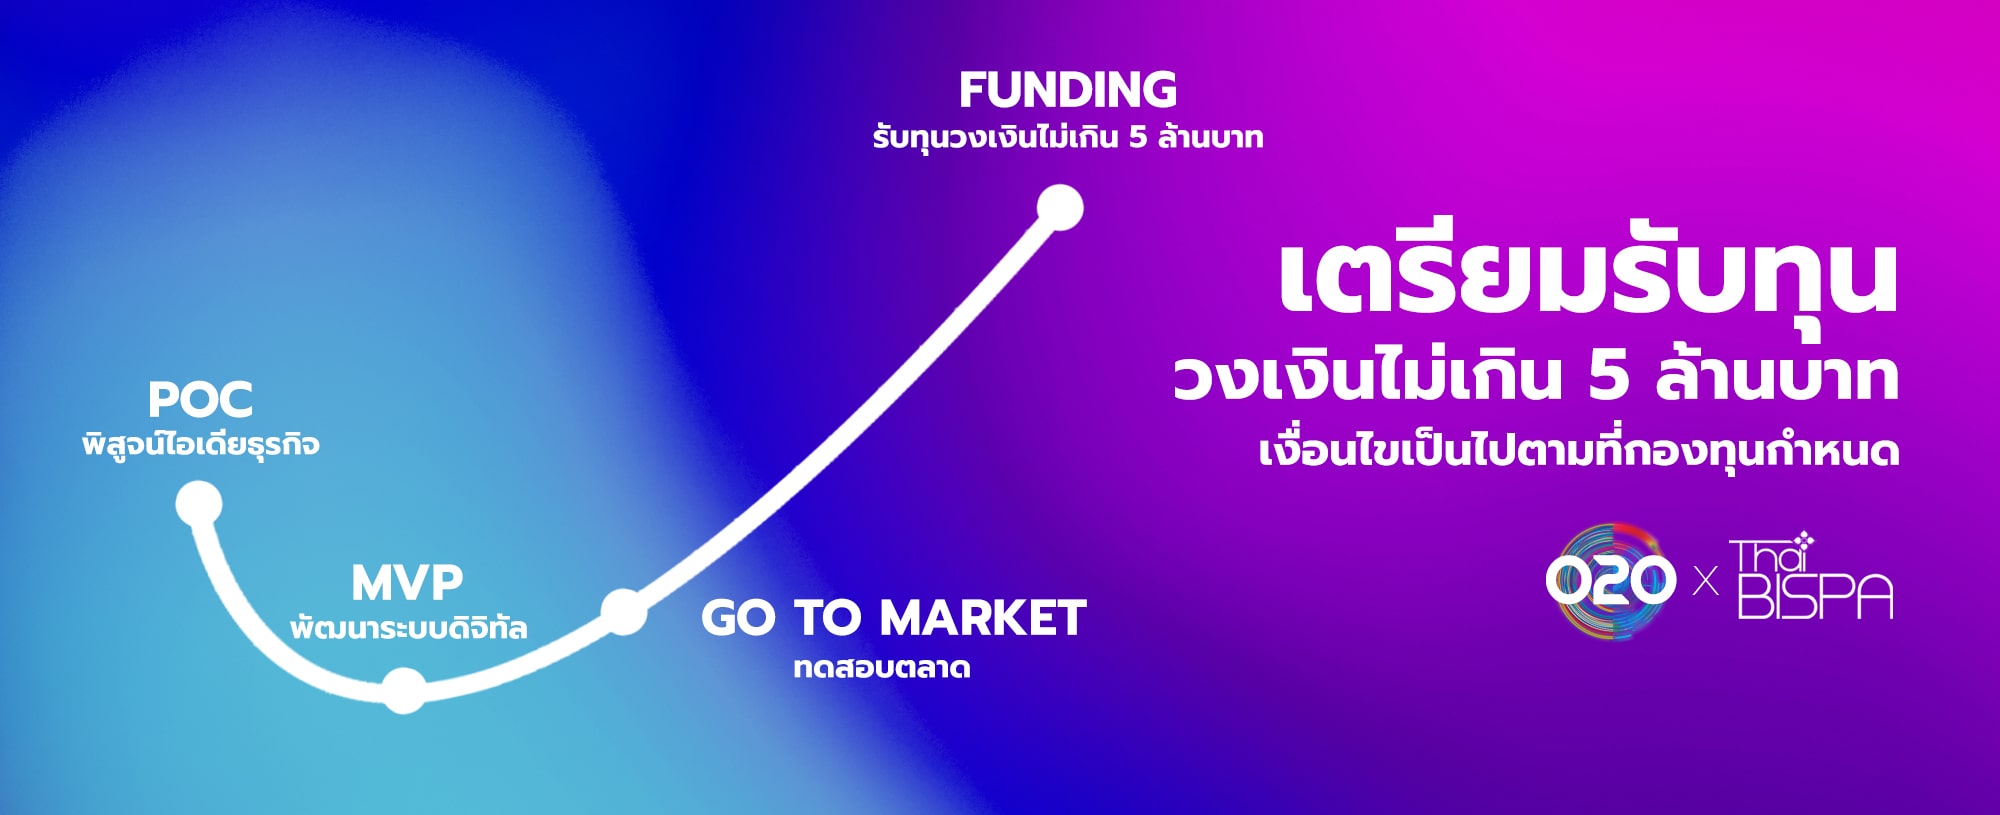 FUNDING
รับทุนวงเงินไม่เกิน 5 ล้านบาท
POC
พิสูจน์ไอเดียธุรกิจ
MVP
พัฒนาระบบดิจิทัล
GO TO MARKET
ทดสอบตลาด
เตรียมรับทุน
วงเงินไม่เกิน 5 ล้านบาท
เงื่อนไขเป็นไปตามที่กองทุนกำหนด
O2O X Thai
BISPA